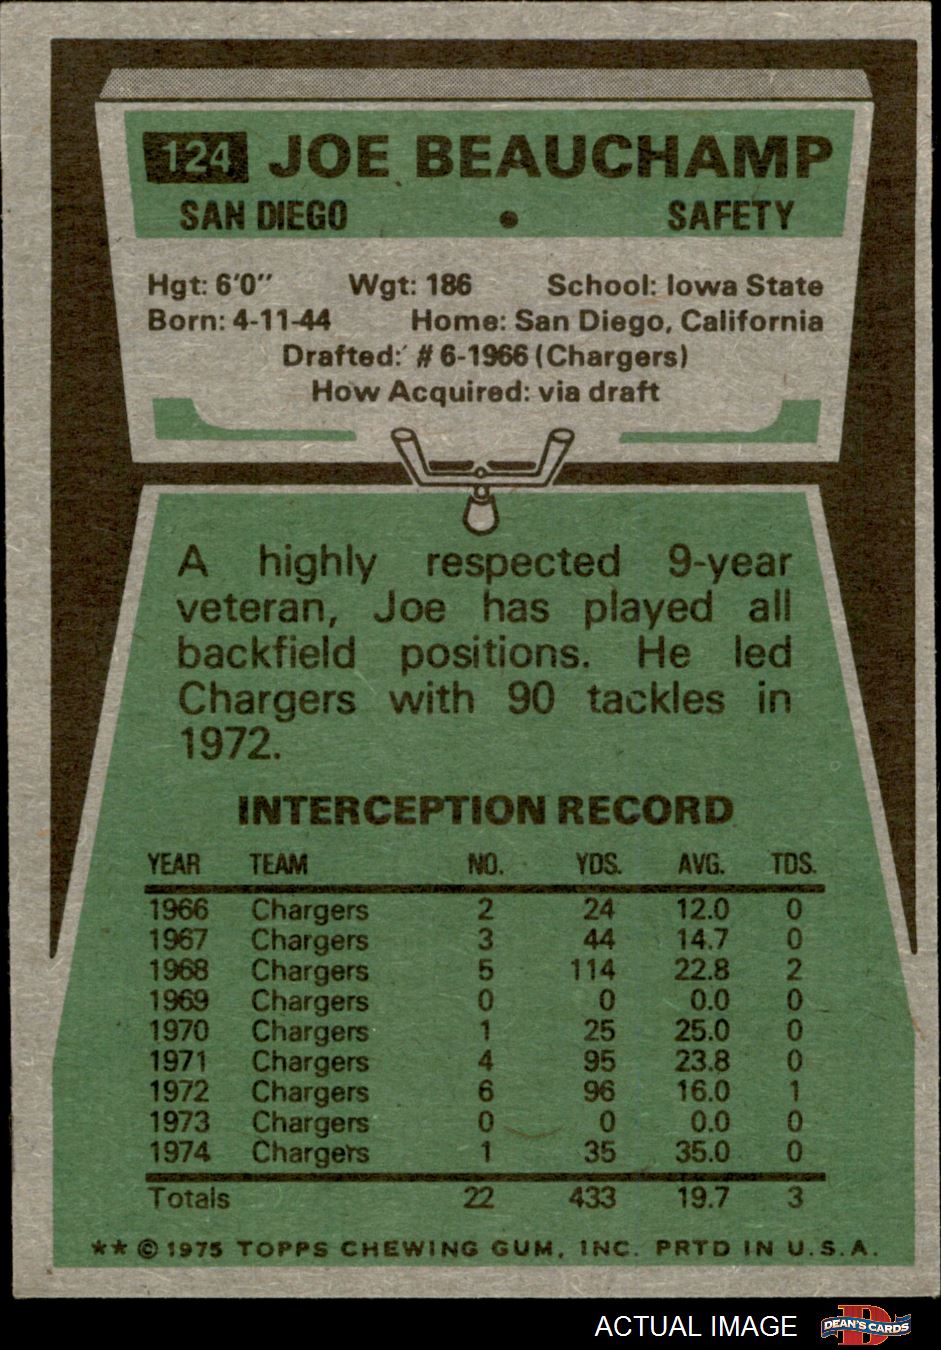 124 JOE BEAUCHAMP
SAN DIEGO • SAFETY
Hgt: 6'0" Wgt: 186 School: Iowa State
Born: 4-11-44 Home: San Diego, California
Drafted: # 6-1966 (Chargers)
How Acquired: via draft
A highly respected 9-year
veteran, Joe has played all
backfield positions. He led
Chargers with 90 tackles in
1972.
INTERCEPTION RECORD
YEAR TEAM NO. YDS. AVG. TDS.
1966 Chargers 2 24 12.0 0
1967 Chargers 3 44 14.7 0
1968 Chargers 5 114 22.8 2
1969 Chargers 0 0 0.0 0
1970 Chargers 1 25 25.0 0
1971 Chargers 4 95 23.8 0
1972 Chargers 6 96 16.0 1
1973 Chargers 0 0 0.0 0
1974 Chargers 1 35 35.0 0
Totals 22 433 19.7 3
** © 1975 TOPPS CHEWING GUM, INC. PRTD IN U.S.A.
ACTUAL IMAGE DEAN'S CARDS